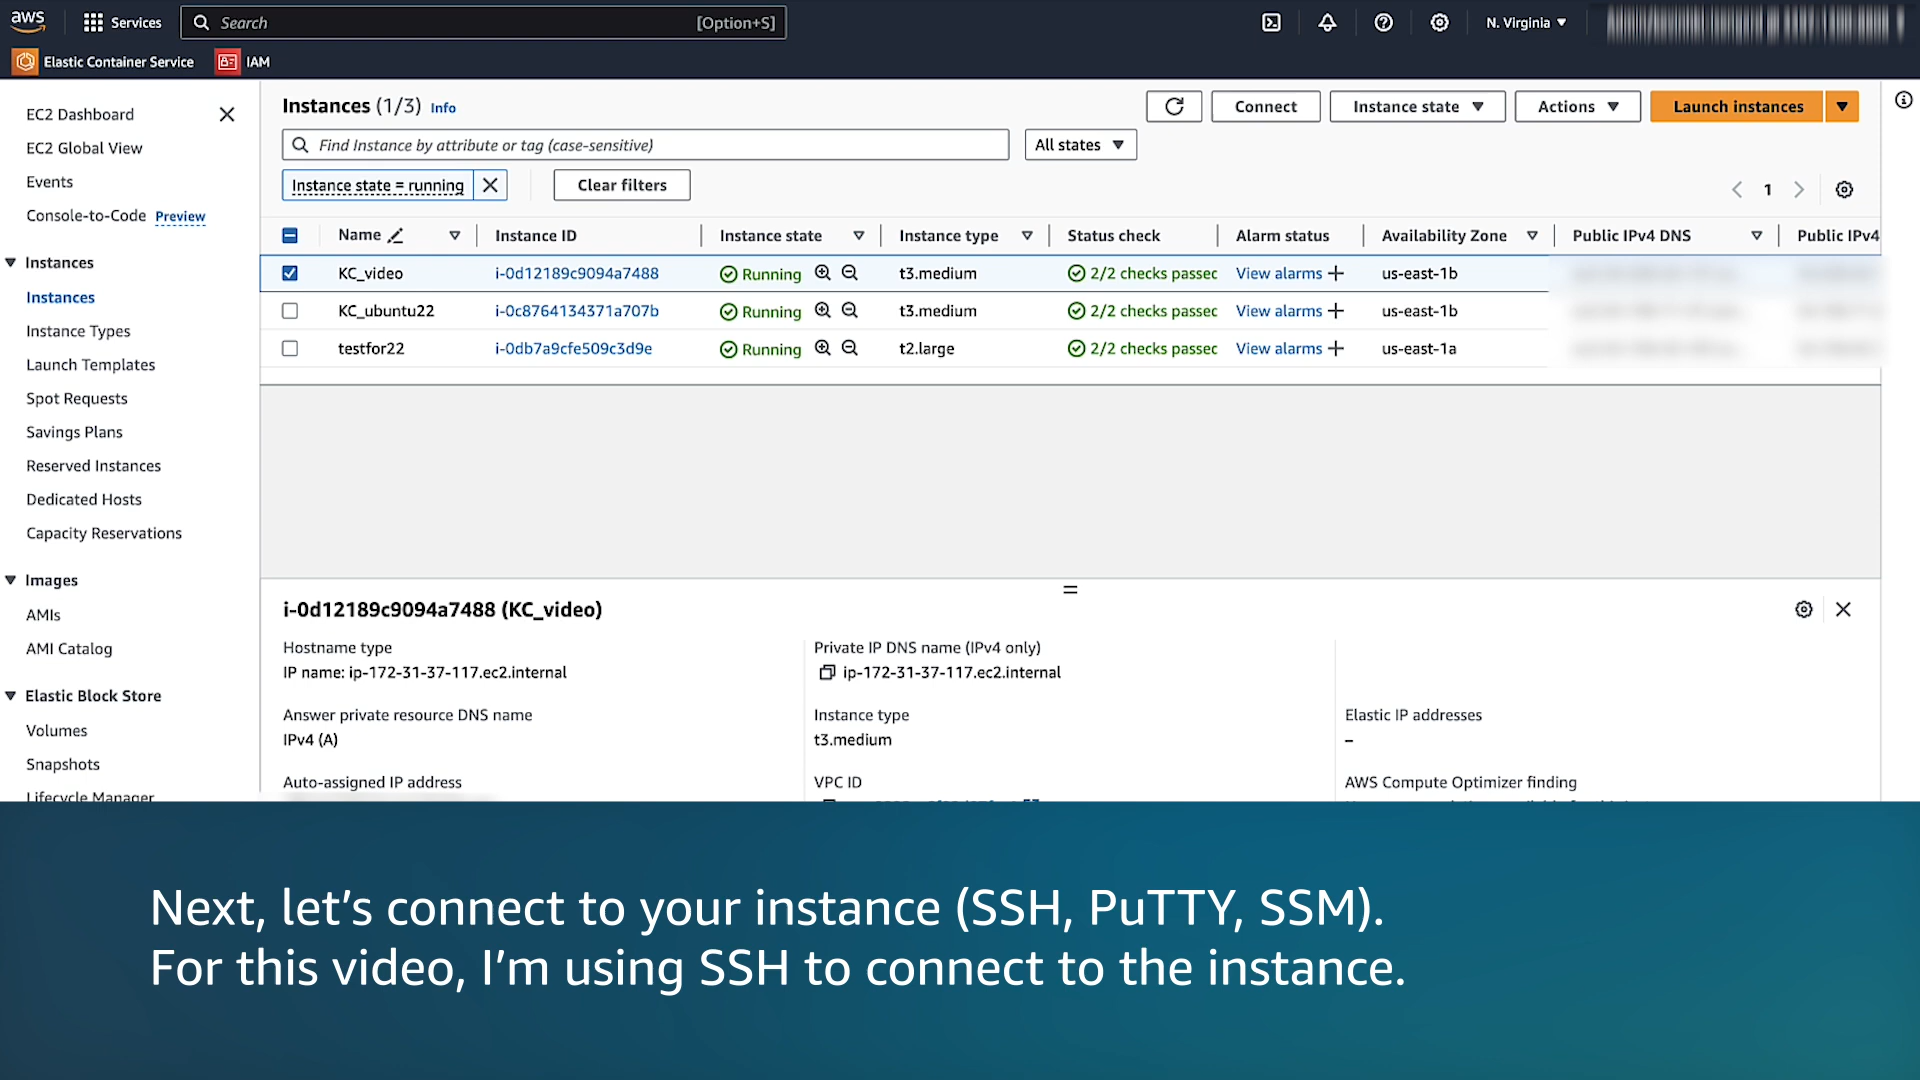 aws
Services
Search
[Option+S]
N. Virginia
Elastic Container Service
IAM
EC2 Dashboard
EC2 Global View
Events
Console-to-Code Preview
Instances
Instances
Instance Types
Launch Templates
Spot Requests
Savings Plans
Reserved Instances
Dedicated Hosts
Capacity Reservations
Images
AMIs
AMI Catalog
Elastic Block Store
Volumes
Snapshots
Lifecycle Manager
Instances (1/3) Info
Connect
Instance state
Actions
Launch instances
Find Instance by attribute or tag (case-sensitive)
All states
Instance state = running
Clear filters
1
Name Instance ID Instance state Instance type Status check Alarm status Availability Zone Public IPv4 DNS Public IPv4
KC_video i-0d12189c9094a7488 Running t3.medium 2/2 checks passec View alarms us-east-1b
KC_ubuntu22 i-0c8764134371a707b Running t3.medium 2/2 checks passec View alarms us-east-1b
testfor22 i-0db7a9cfe509c3d9e Running t2.large 2/2 checks passec View alarms us-east-1a
i-0d12189c9094a7488 (KC_video)
Hostname type
IP name: ip-172-31-37-117.ec2.internal
Private IP DNS name (IPv4 only)
ip-172-31-37-117.ec2.internal
Answer private resource DNS name
IPv4 (A)
Instance type
t3.medium
Elastic IP addresses
–
Auto-assigned IP address
VPC ID
AWS Compute Optimizer finding
Next, let's connect to your instance (SSH, PuTTY, SSM).
For this video, I'm using SSH to connect to the instance.